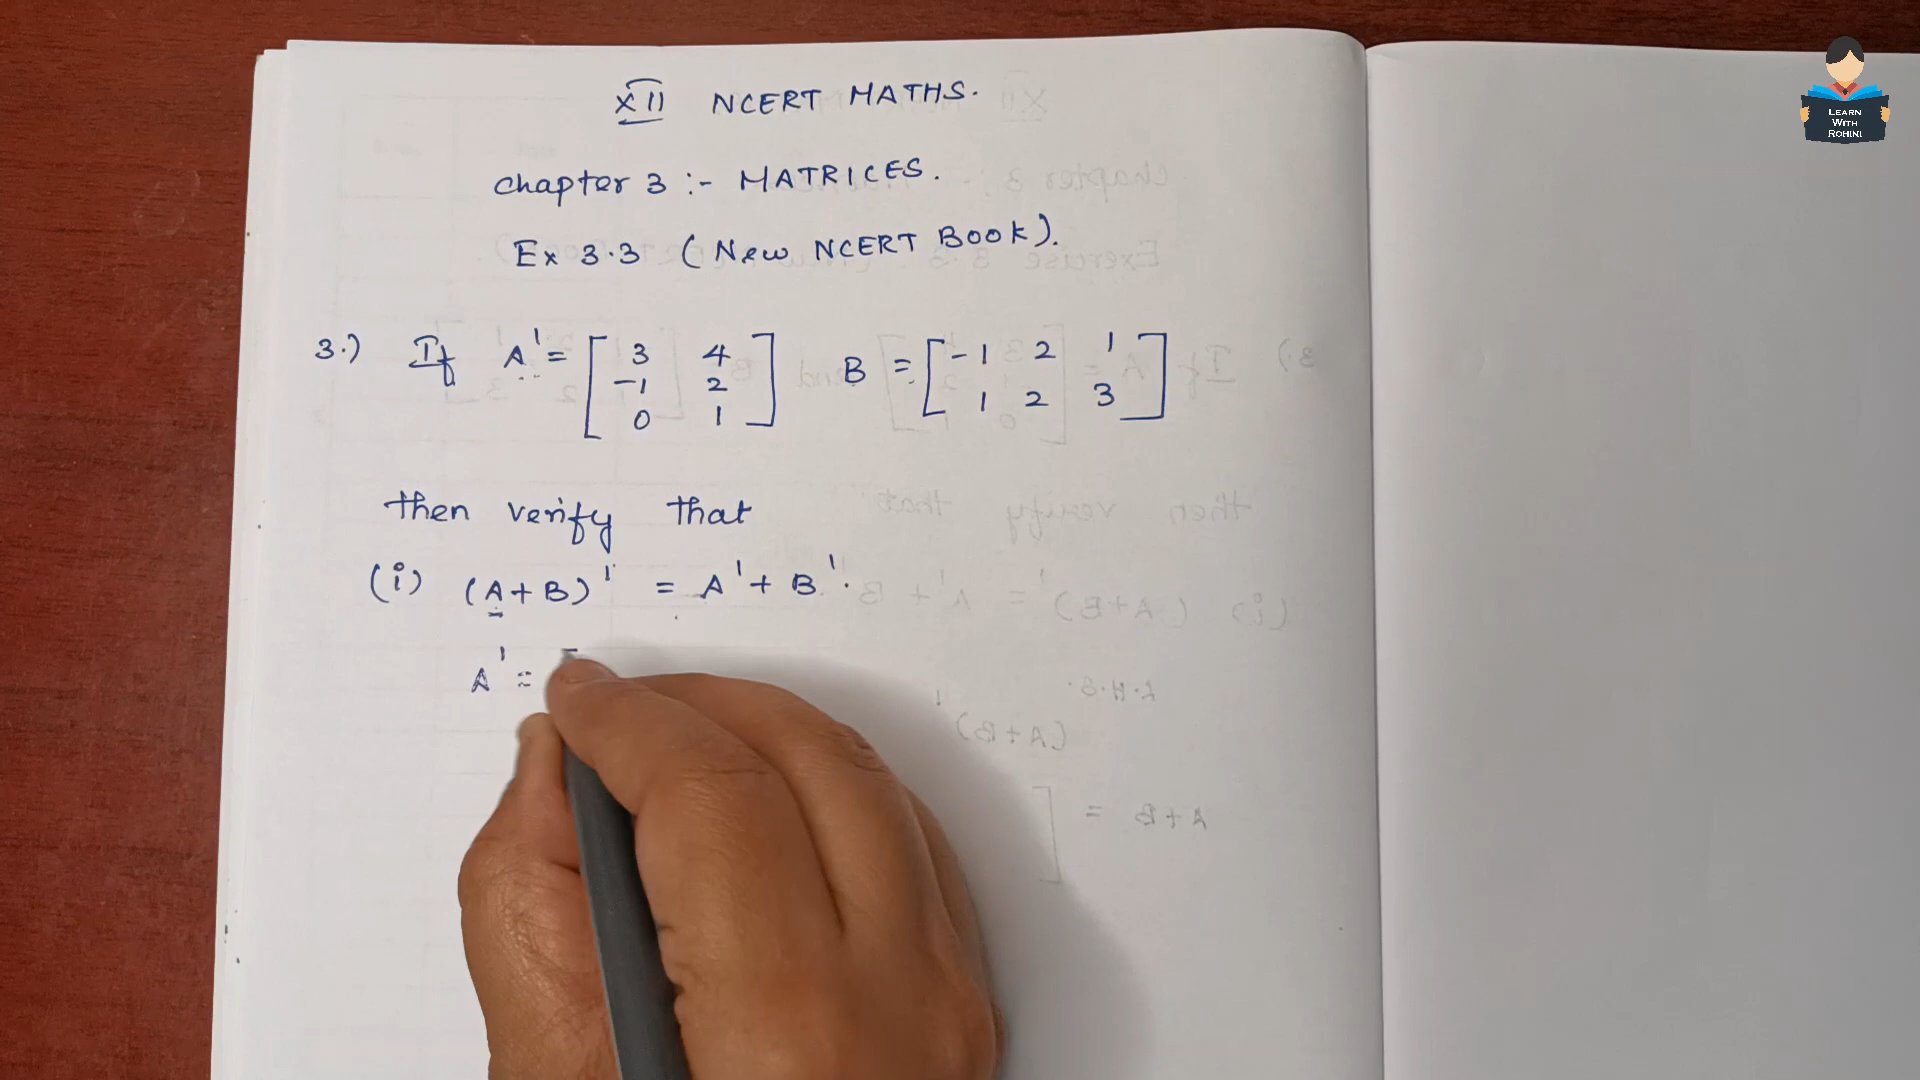 XII NCERT MATHS.
Chapter 3 :- MATRICES.
Ex 3.3 (New NCERT Book).
3.) If A' = [ 3 4 ] B = [ -1 2 1 ]
-1 2 1 2 3
0 1
then verify that
(i) (A+B)' = A' + B'.
A' =
LEARN
WITH
ROHINI